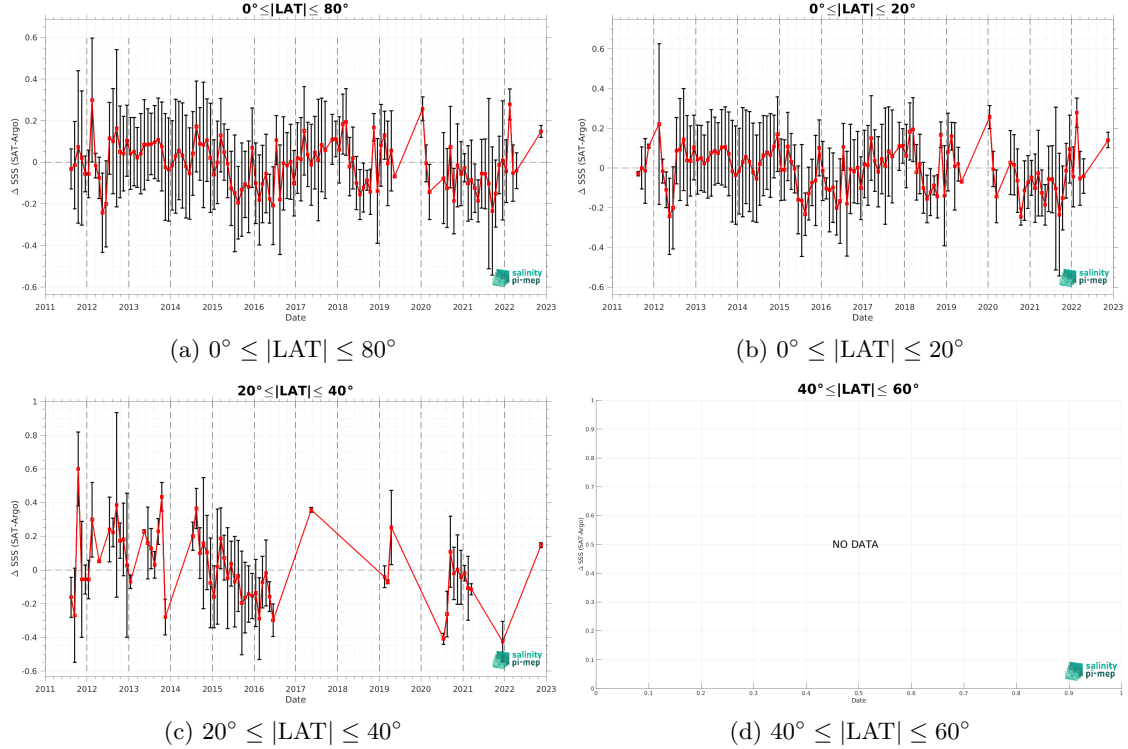 0°≤|LAT|≤ 80°
Δ SSS (SAT-Argo)
0.6
0.4
0.2
0
-0.2
-0.4
-0.6
2011 2012 2013 2014 2015 2016 2017 2018 2019 2020 2021 2022 2023
Date
salinity
pi-mep
(a) 0° ≤ |LAT| ≤ 80°
0°≤|LAT|≤ 20°
Δ SSS (SAT-Argo)
0.6
0.4
0.2
0
-0.2
-0.4
-0.6
2011 2012 2013 2014 2015 2016 2017 2018 2019 2020 2021 2022 2023
Date
salinity
pi-mep
(b) 0° ≤ |LAT| ≤ 20°
20°≤|LAT|≤ 40°
Δ SSS (SAT-Argo)
1
0.8
0.6
0.4
0.2
0
-0.2
-0.4
-0.6
2011 2012 2013 2014 2015 2016 2017 2018 2019 2020 2021 2022 2023
Date
salinity
pi-mep
(c) 20° ≤ |LAT| ≤ 40°
40°≤|LAT|≤ 60°
Δ SSS (SAT-Argo)
1
0.9
0.8
0.7
0.6
0.5
0.4
0.3
0.2
0.1
0
NO DATA
0 0.1 0.2 0.3 0.4 0.5 0.6 0.7 0.8 0.9 1
Date
salinity
pi-mep
(d) 40° ≤ |LAT| ≤ 60°